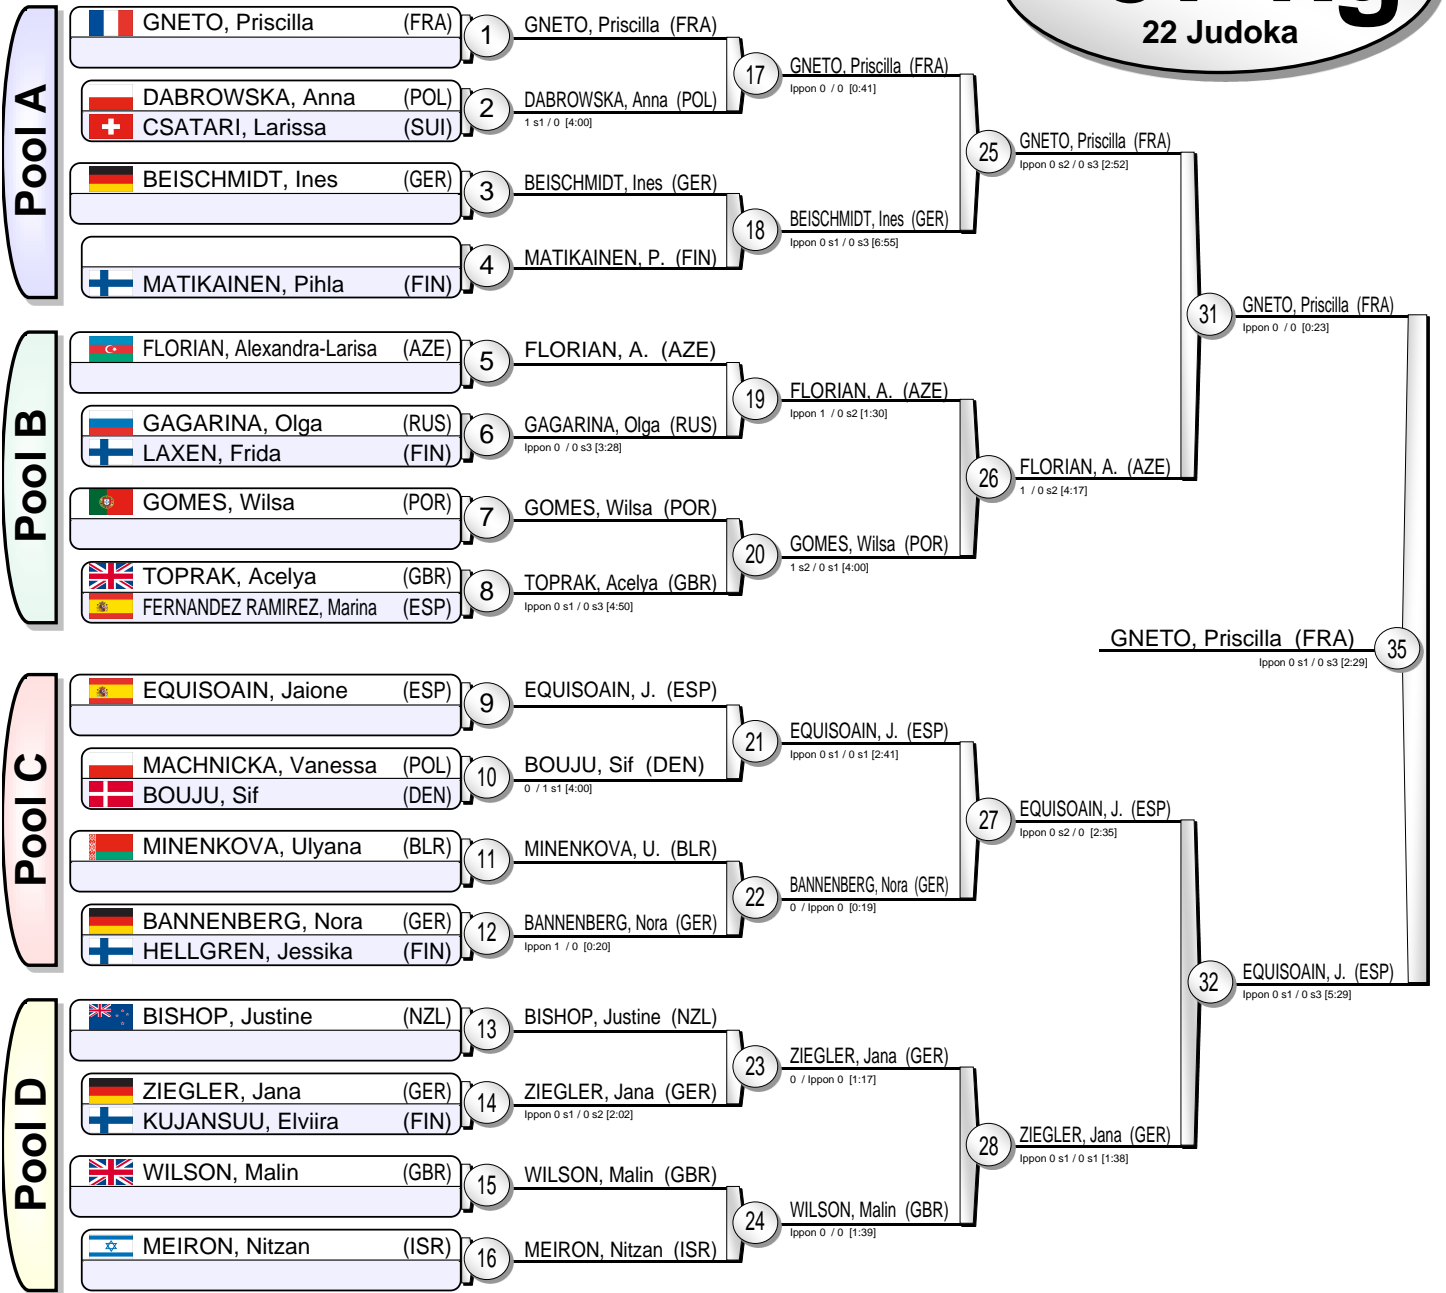 22 Judoka
Pool A
GNETO, Priscilla (FRA)
DABROWSKA, Anna (POL)
CSATARI, Larissa (SUI)
BEISCHMIDT, Ines (GER)
MATIKAINEN, Pihla (FIN)
1
2
3
4
GNETO, Priscilla (FRA)
DABROWSKA, Anna (POL)
1 s1 / 0 [4:00]
BEISCHMIDT, Ines (GER)
MATIKAINEN, P. (FIN)
17
18
GNETO, Priscilla (FRA)
Ippon 0 / 0 [0:41]
BEISCHMIDT, Ines (GER)
Ippon 0 s1 / 0 s3 [6:55]
25
GNETO, Priscilla (FRA)
Ippon 0 s2 / 0 s3 [2:52]
Pool B
FLORIAN, Alexandra-Larisa (AZE)
GAGARINA, Olga (RUS)
LAXEN, Frida (FIN)
GOMES, Wilsa (POR)
TOPRAK, Acelya (GBR)
FERNANDEZ RAMIREZ, Marina (ESP)
5
6
7
8
FLORIAN, A. (AZE)
GAGARINA, Olga (RUS)
Ippon 0 / 0 s3 [3:28]
GOMES, Wilsa (POR)
TOPRAK, Acelya (GBR)
Ippon 0 s1 / 0 s3 [4:50]
19
20
FLORIAN, A. (AZE)
Ippon 1 / 0 s2 [1:30]
GOMES, Wilsa (POR)
1 s2 / 0 s1 [4:00]
26
FLORIAN, A. (AZE)
1 / 0 s2 [4:17]
31
GNETO, Priscilla (FRA)
Ippon 0 / 0 [0:23]
Pool C
EQUISOAIN, Jaione (ESP)
MACHNICKA, Vanessa (POL)
BOUJU, Sif (DEN)
MINENKOVA, Ulyana (BLR)
BANNENBERG, Nora (GER)
HELLGREN, Jessika (FIN)
9
10
11
12
EQUISOAIN, J. (ESP)
BOUJU, Sif (DEN)
0 / 1 s1 [4:00]
MINENKOVA, U. (BLR)
BANNENBERG, Nora (GER)
Ippon 1 / 0 [0:20]
21
22
EQUISOAIN, J. (ESP)
Ippon 0 s1 / 0 s1 [2:41]
BANNENBERG, Nora (GER)
0 / Ippon 0 [0:19]
27
EQUISOAIN, J. (ESP)
Ippon 0 s2 / 0 [2:35]
Pool D
BISHOP, Justine (NZL)
ZIEGLER, Jana (GER)
KUJANSUU, Elviira (FIN)
WILSON, Malin (GBR)
MEIRON, Nitzan (ISR)
13
14
15
16
BISHOP, Justine (NZL)
ZIEGLER, Jana (GER)
Ippon 0 s1 / 0 s2 [2:02]
WILSON, Malin (GBR)
MEIRON, Nitzan (ISR)
23
24
ZIEGLER, Jana (GER)
0 / Ippon 0 [1:17]
WILSON, Malin (GBR)
Ippon 0 / 0 [1:39]
28
ZIEGLER, Jana (GER)
Ippon 0 s1 / 0 s1 [1:38]
32
EQUISOAIN, J. (ESP)
Ippon 0 s1 / 0 s3 [5:29]
GNETO, Priscilla (FRA)
Ippon 0 s1 / 0 s3 [2:29]
35